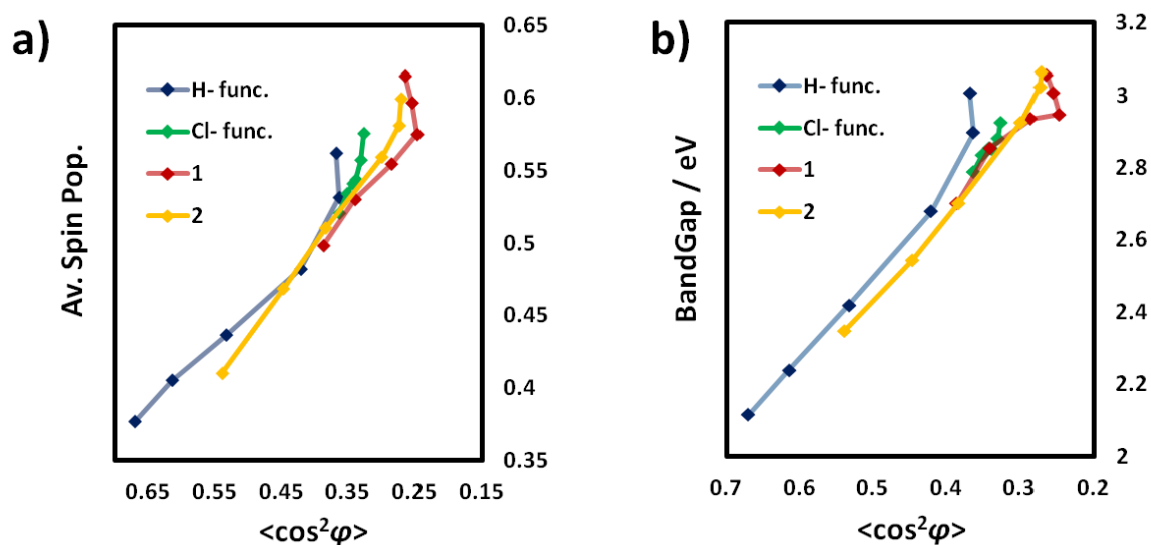 a)
Av. Spin Pop.
H- func.
Cl- func.
1
2
0.65
0.6
0.55
0.5
0.45
0.4
0.35
0.65 0.55 0.45 0.35 0.25 0.15
<cos²φ>
b)
BandGap / eV
H- func.
Cl- func.
1
2
3.2
3
2.8
2.6
2.4
2.2
2
0.7 0.6 0.5 0.4 0.3 0.2
<cos²φ>